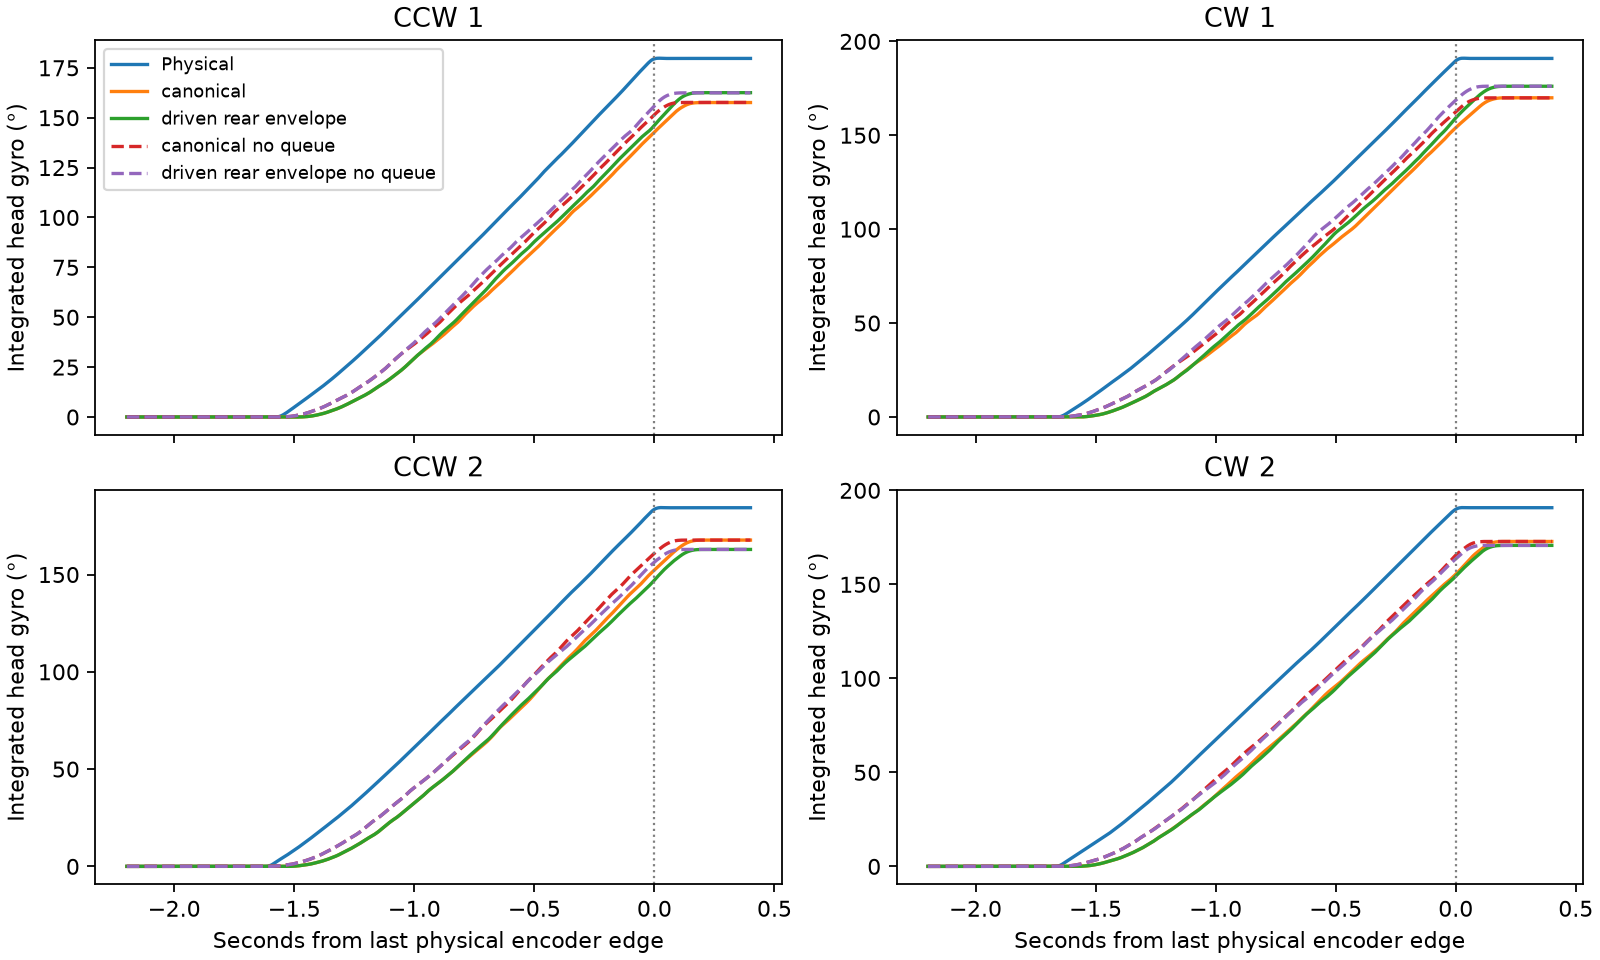 CCW 1
175
150
125
100
75
50
25
0
Integrated head gyro (°)
Physical
canonical
driven rear envelope
canonical no queue
driven rear envelope no queue
CW 1
200
150
100
50
0
Integrated head gyro (°)
CCW 2
150
100
50
0
Integrated head gyro (°)
−2.0 −1.5 −1.0 −0.5 0.0 0.5
Seconds from last physical encoder edge
CW 2
200
150
100
50
0
Integrated head gyro (°)
−2.0 −1.5 −1.0 −0.5 0.0 0.5
Seconds from last physical encoder edge